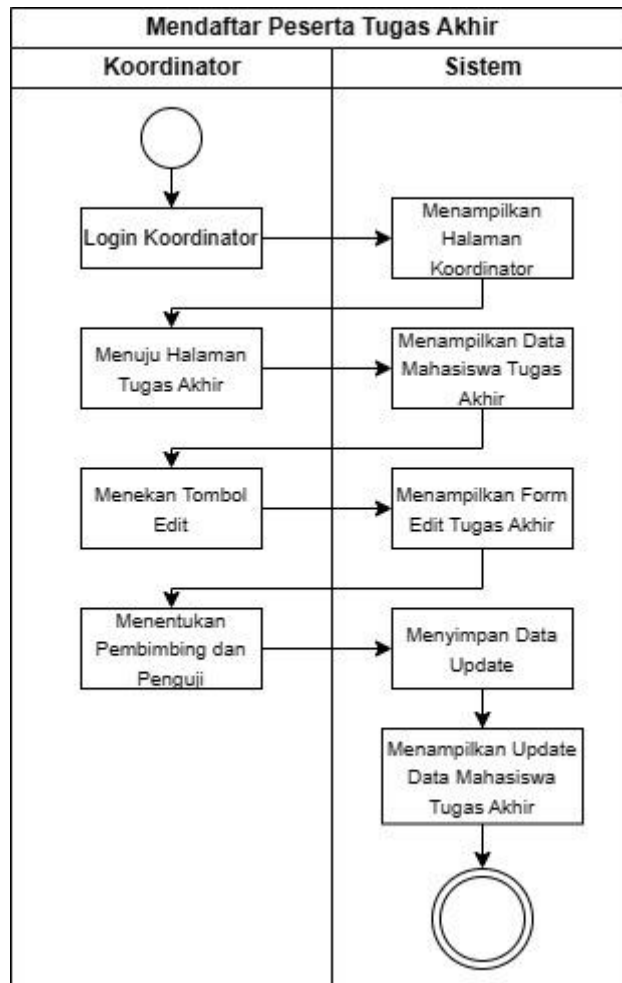 Mendaftar Peserta Tugas Akhir
Koordinator
Sistem
Login Koordinator
Menampilkan
Halaman
Koordinator
Menuju Halaman
Tugas Akhir
Menampilkan Data
Mahasiswa Tugas
Akhir
Menekan Tombol
Edit
Menampilkan Form
Edit Tugas Akhir
Menentukan
Pembimbing dan
Penguji
Menyimpan Data
Update
Menampilkan Update
Data Mahasiswa
Tugas Akhir